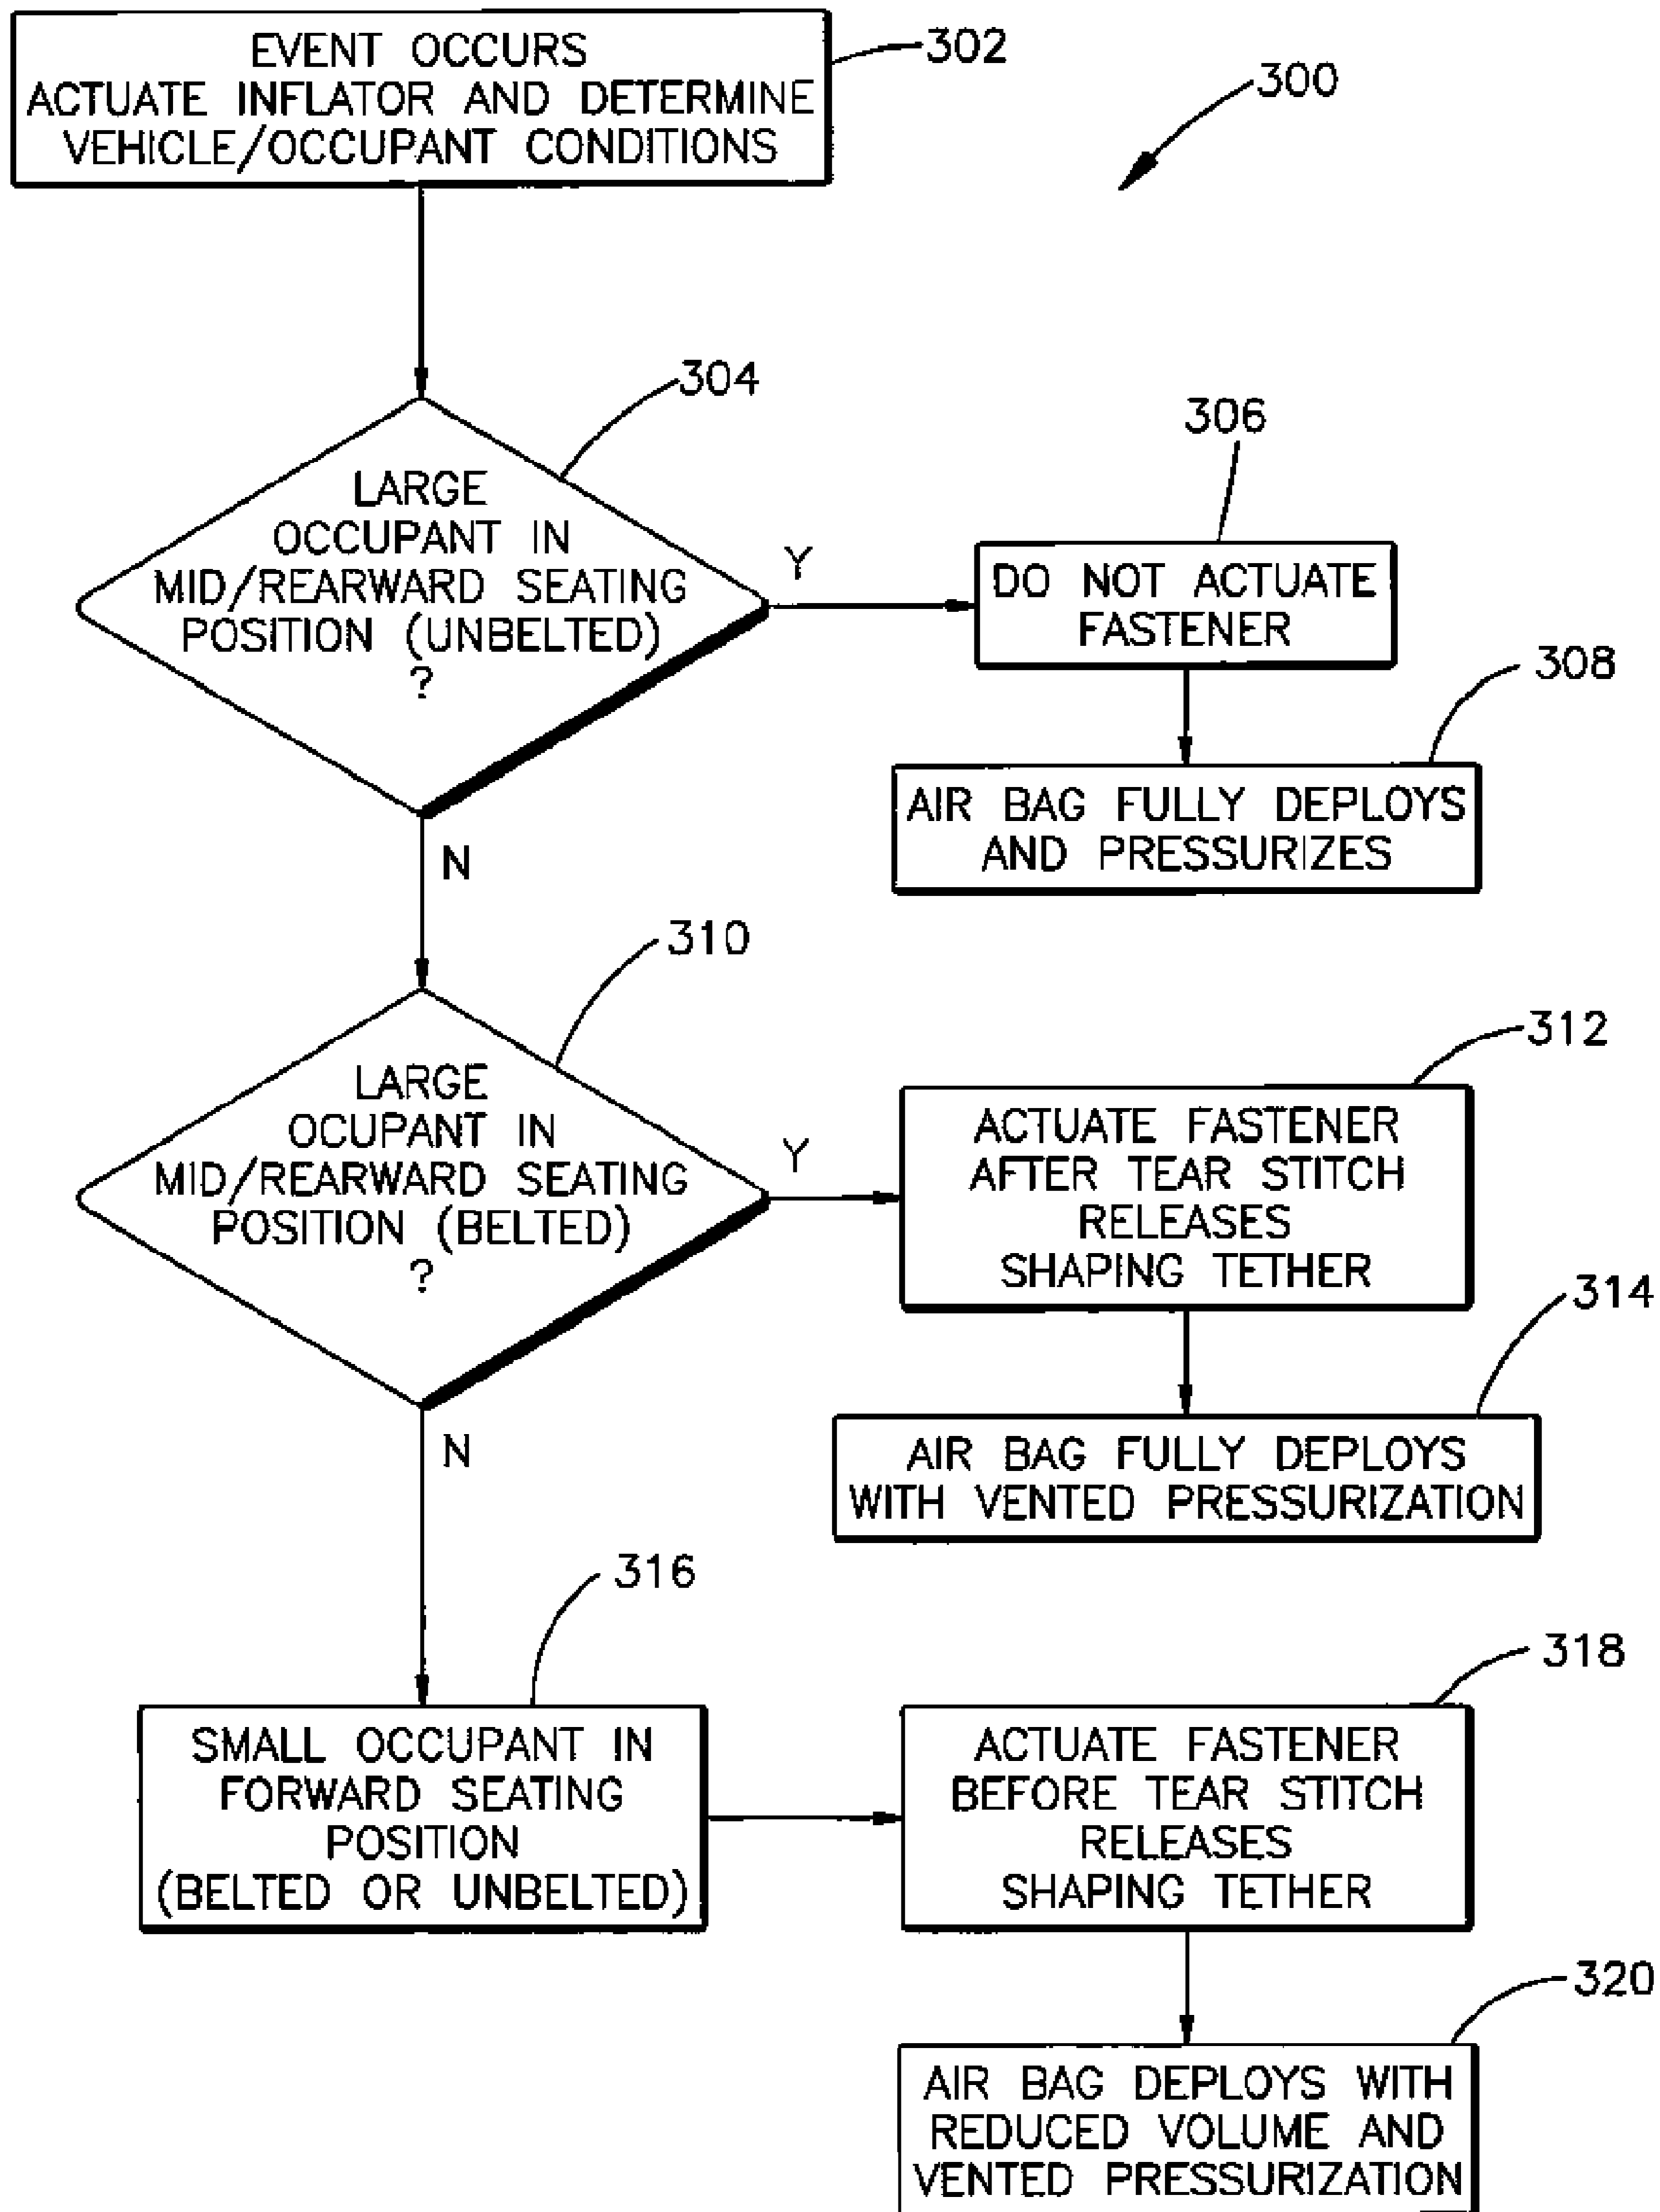 EVENT OCCURS
ACTUATE INFLATOR AND DETERMINE
VEHICLE/OCCUPANT CONDITIONS
302
300
304
LARGE
OCCUPANT IN
MID/REARWARD SEATING
POSITION (UNBELTED)
?
Y
N
306
DO NOT ACTUATE
FASTENER
308
AIR BAG FULLY DEPLOYS
AND PRESSURIZES
310
LARGE
OCUPANT IN
MID/REARWARD SEATING
POSITION (BELTED)
?
Y
N
312
ACTUATE FASTENER
AFTER TEAR STITCH
RELEASES
SHAPING TETHER
314
AIR BAG FULLY DEPLOYS
WITH VENTED PRESSURIZATION
316
SMALL OCCUPANT IN
FORWARD SEATING
POSITION
(BELTED OR UNBELTED)
318
ACTUATE FASTENER
BEFORE TEAR STITCH
RELEASES
SHAPING TETHER
320
AIR BAG DEPLOYS WITH
REDUCED VOLUME AND
VENTED PRESSURIZATION